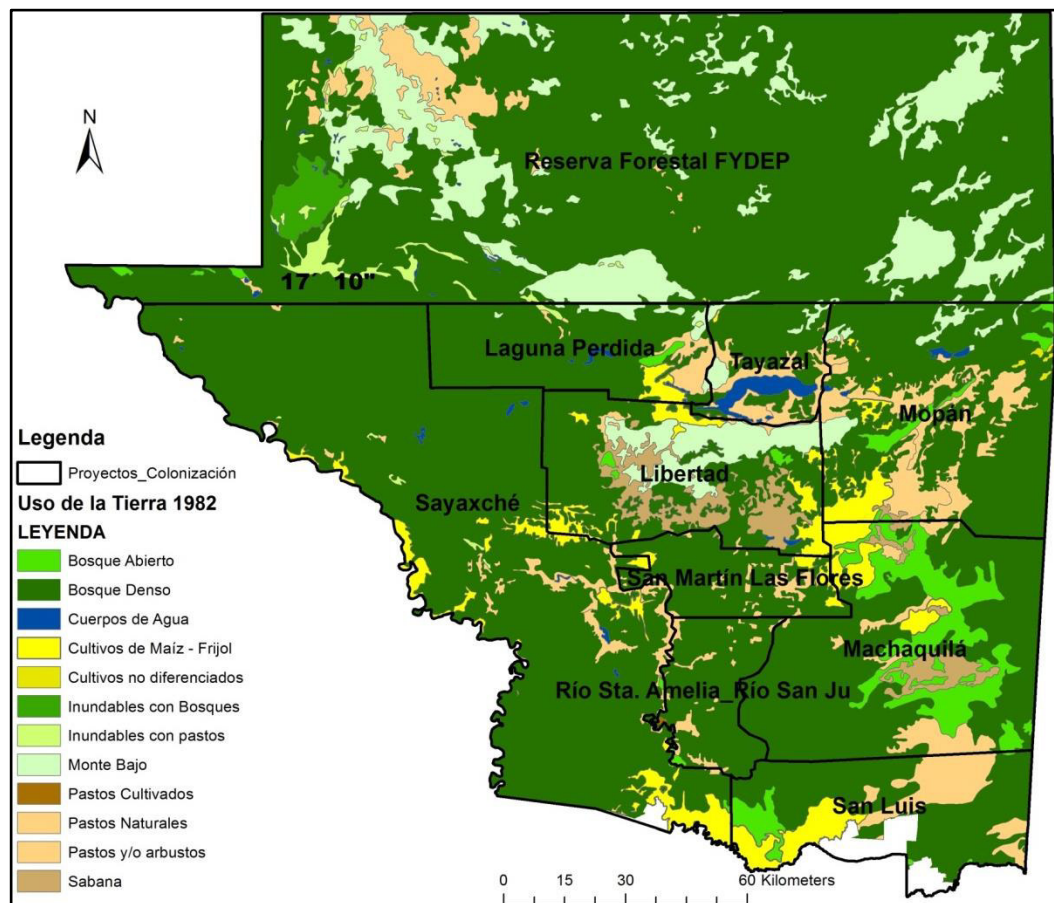 N
Reserva Forestal FYDEP
17° 10"
Laguna Perdida
Tayazal
Mopán
Libertad
Sayaxché
San Martín Las Flores
Machaquilá
Río Sta. Amelia_Río San Ju
San Luis
Legenda
Proyectos_Colonización
Uso de la Tierra 1982
LEYENDA
Bosque Abierto
Bosque Denso
Cuerpos de Agua
Cultivos de Maíz - Frijol
Cultivos no diferenciados
Inundables con Bosques
Inundables con pastos
Monte Bajo
Pastos Cultivados
Pastos Naturales
Pastos y/o arbustos
Sabana
0 15 30 60 Kilometers